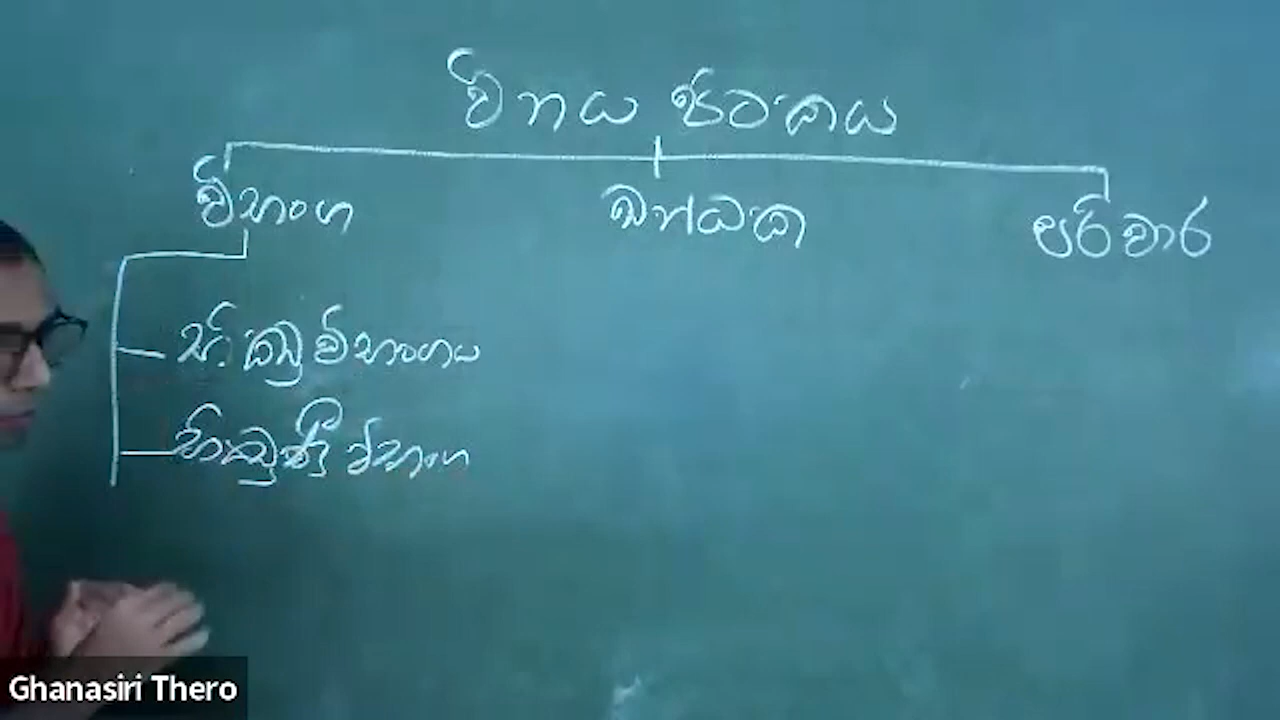 විනය පිටකය
විභංග ඛන්ධක පරිවාර
භික්ඛු විභංගය
භික්ඛුණී විභංග
Ghanasiri Thero